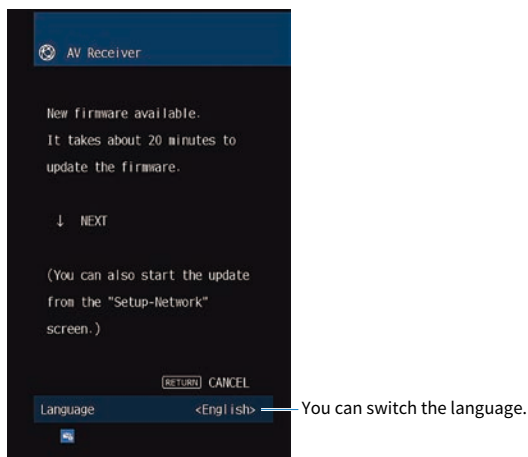 AV Receiver
New firmware available.
It takes about 20 minutes to
update the firmware.
↓ NEXT
(You can also start the update
from the "Setup-Network"
screen.)
RETURN CANCEL
Language <English>
You can switch the language.